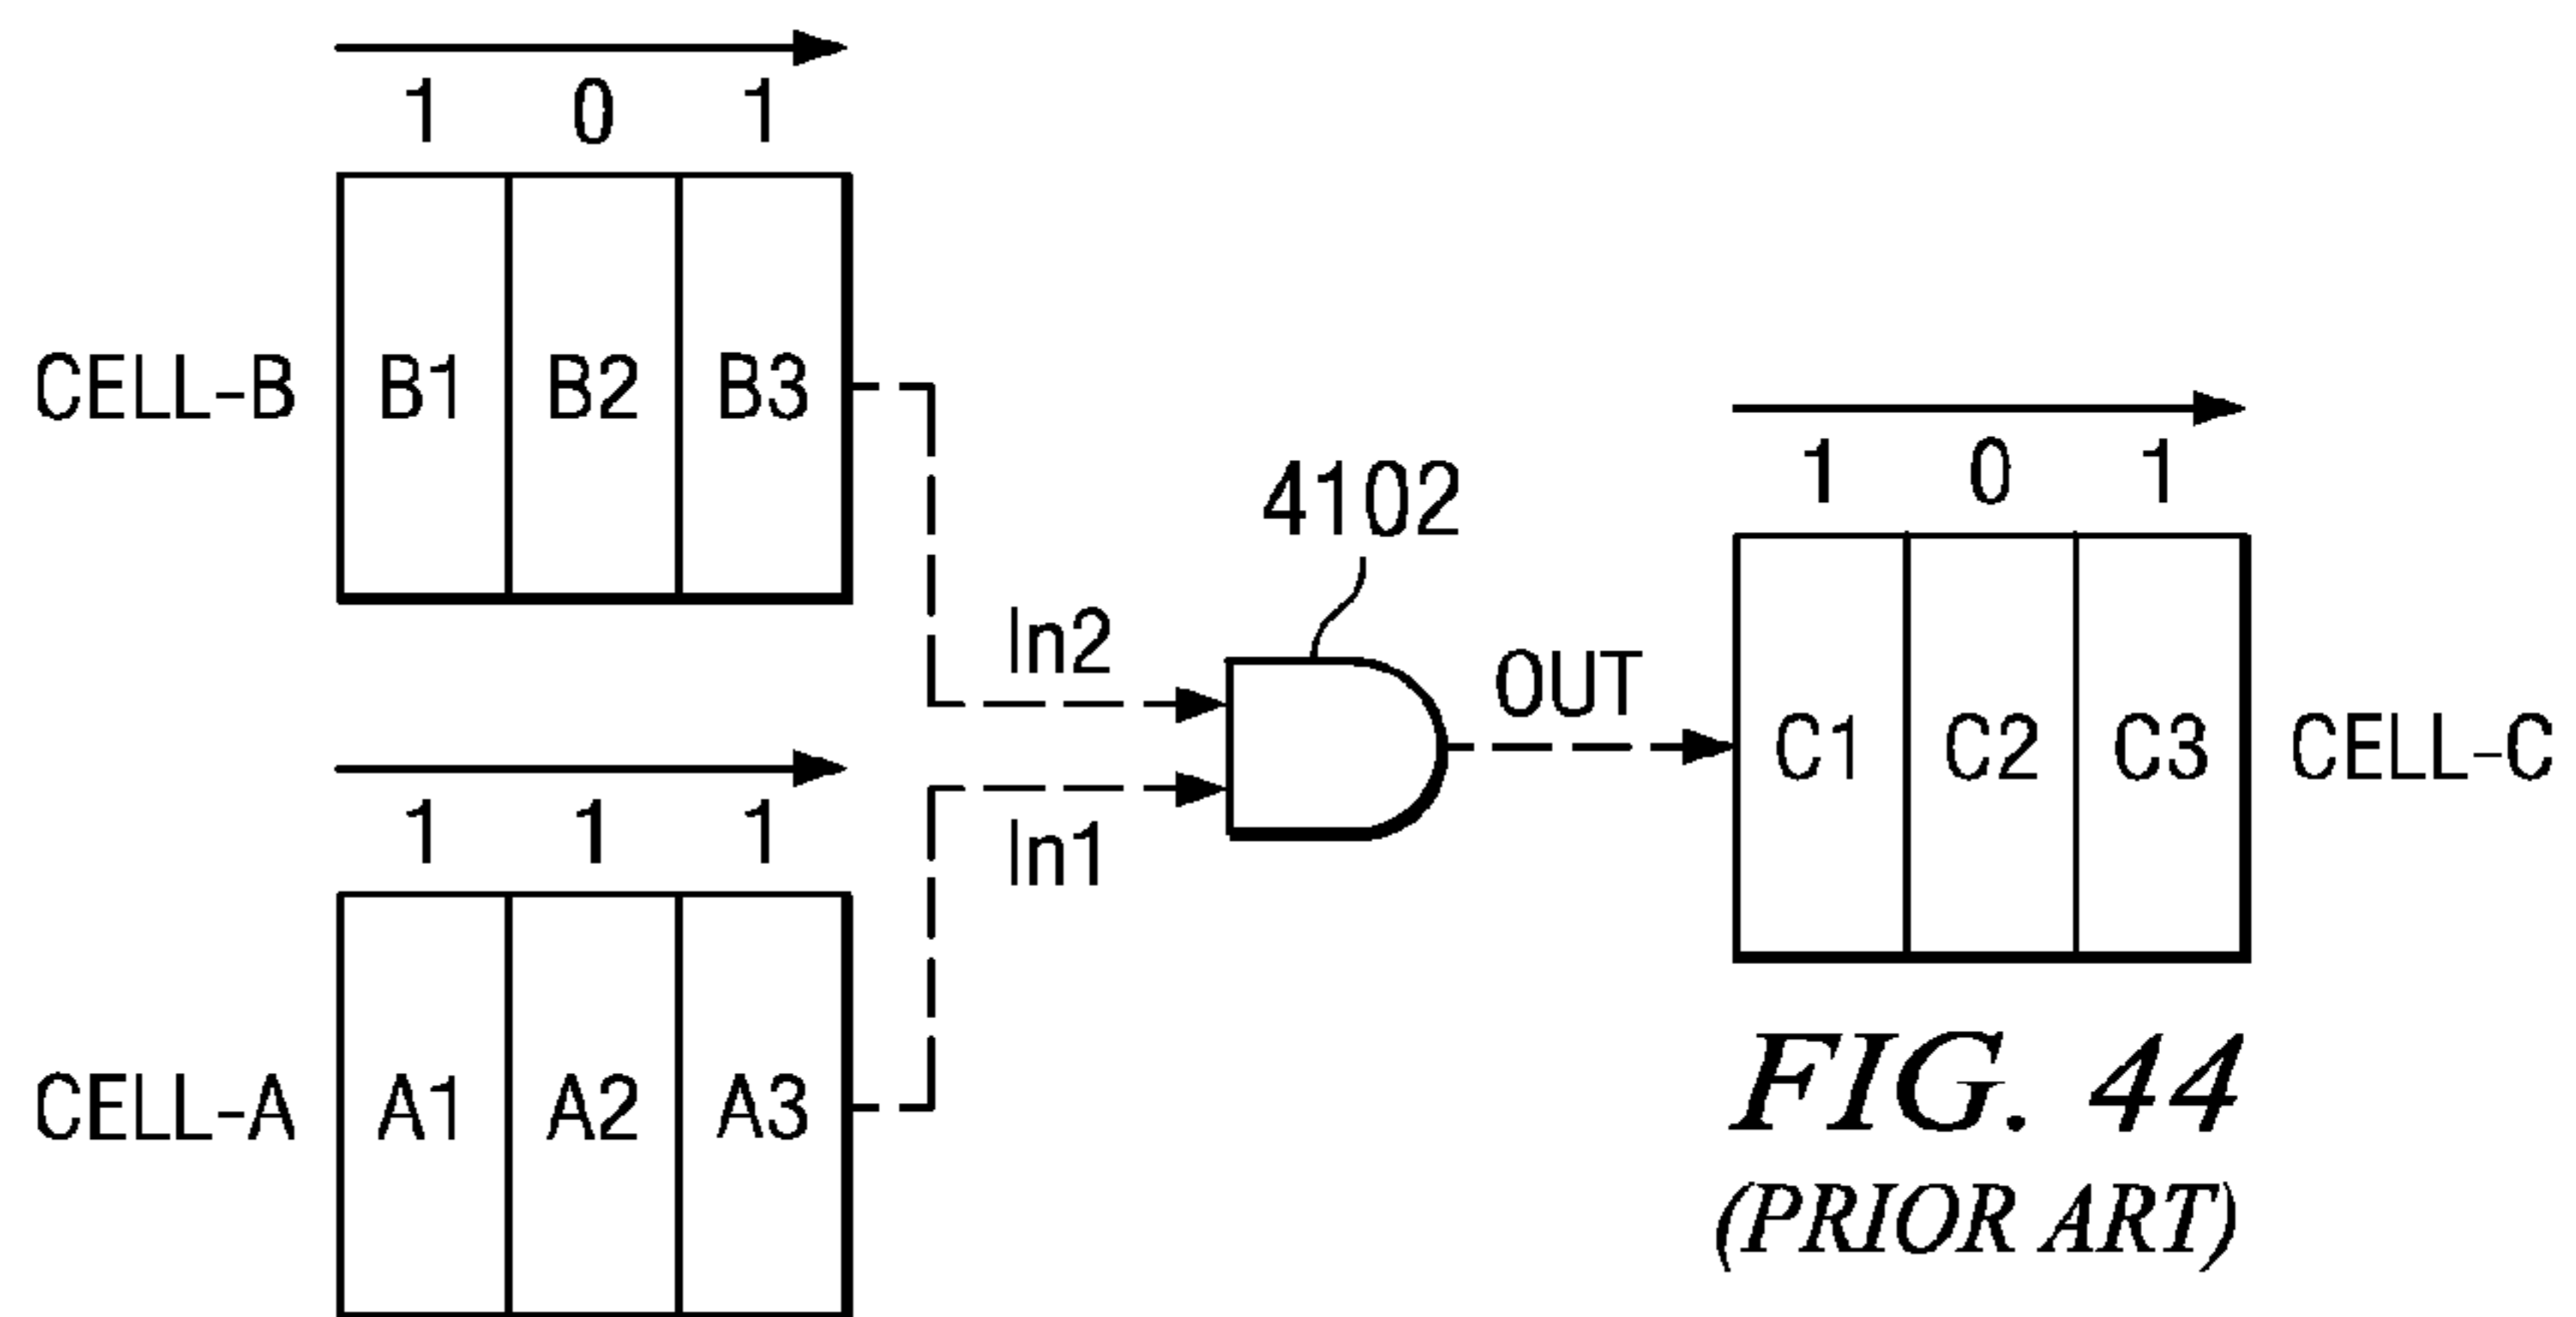 1 0 1
CELL-B B1 B2 B3
4102
1 0 1
In2
OUT
C1 C2 C3 CELL-C
1 1 1
In1
CELL-A A1 A2 A3
FIG. 44
(PRIOR ART)